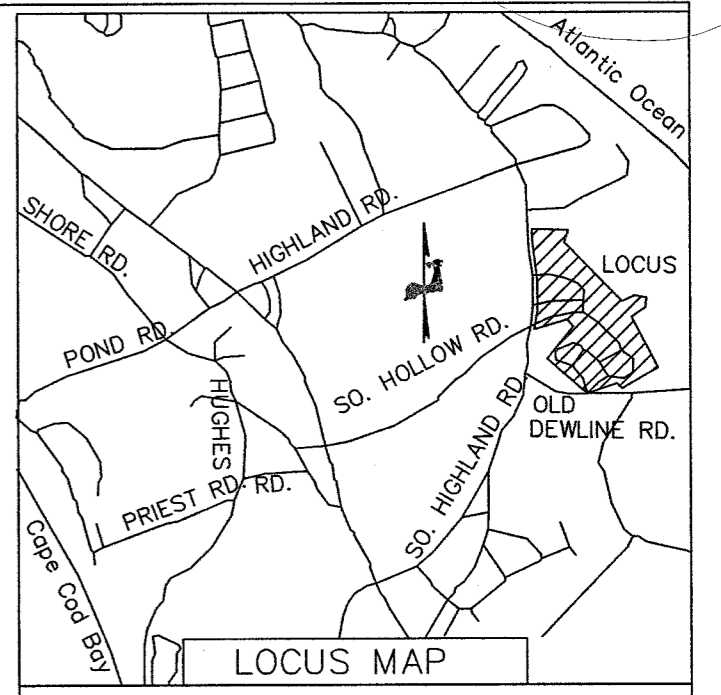 Atlantic Ocean
SHORE RD.
HIGHLAND RD.
LOCUS
POND RD.
SO. HOLLOW RD.
HUGHES RD.
OLD
DEWLINE RD.
SO. HIGHLAND RD
PRIEST RD.
Cape Cod Bay
LOCUS MAP